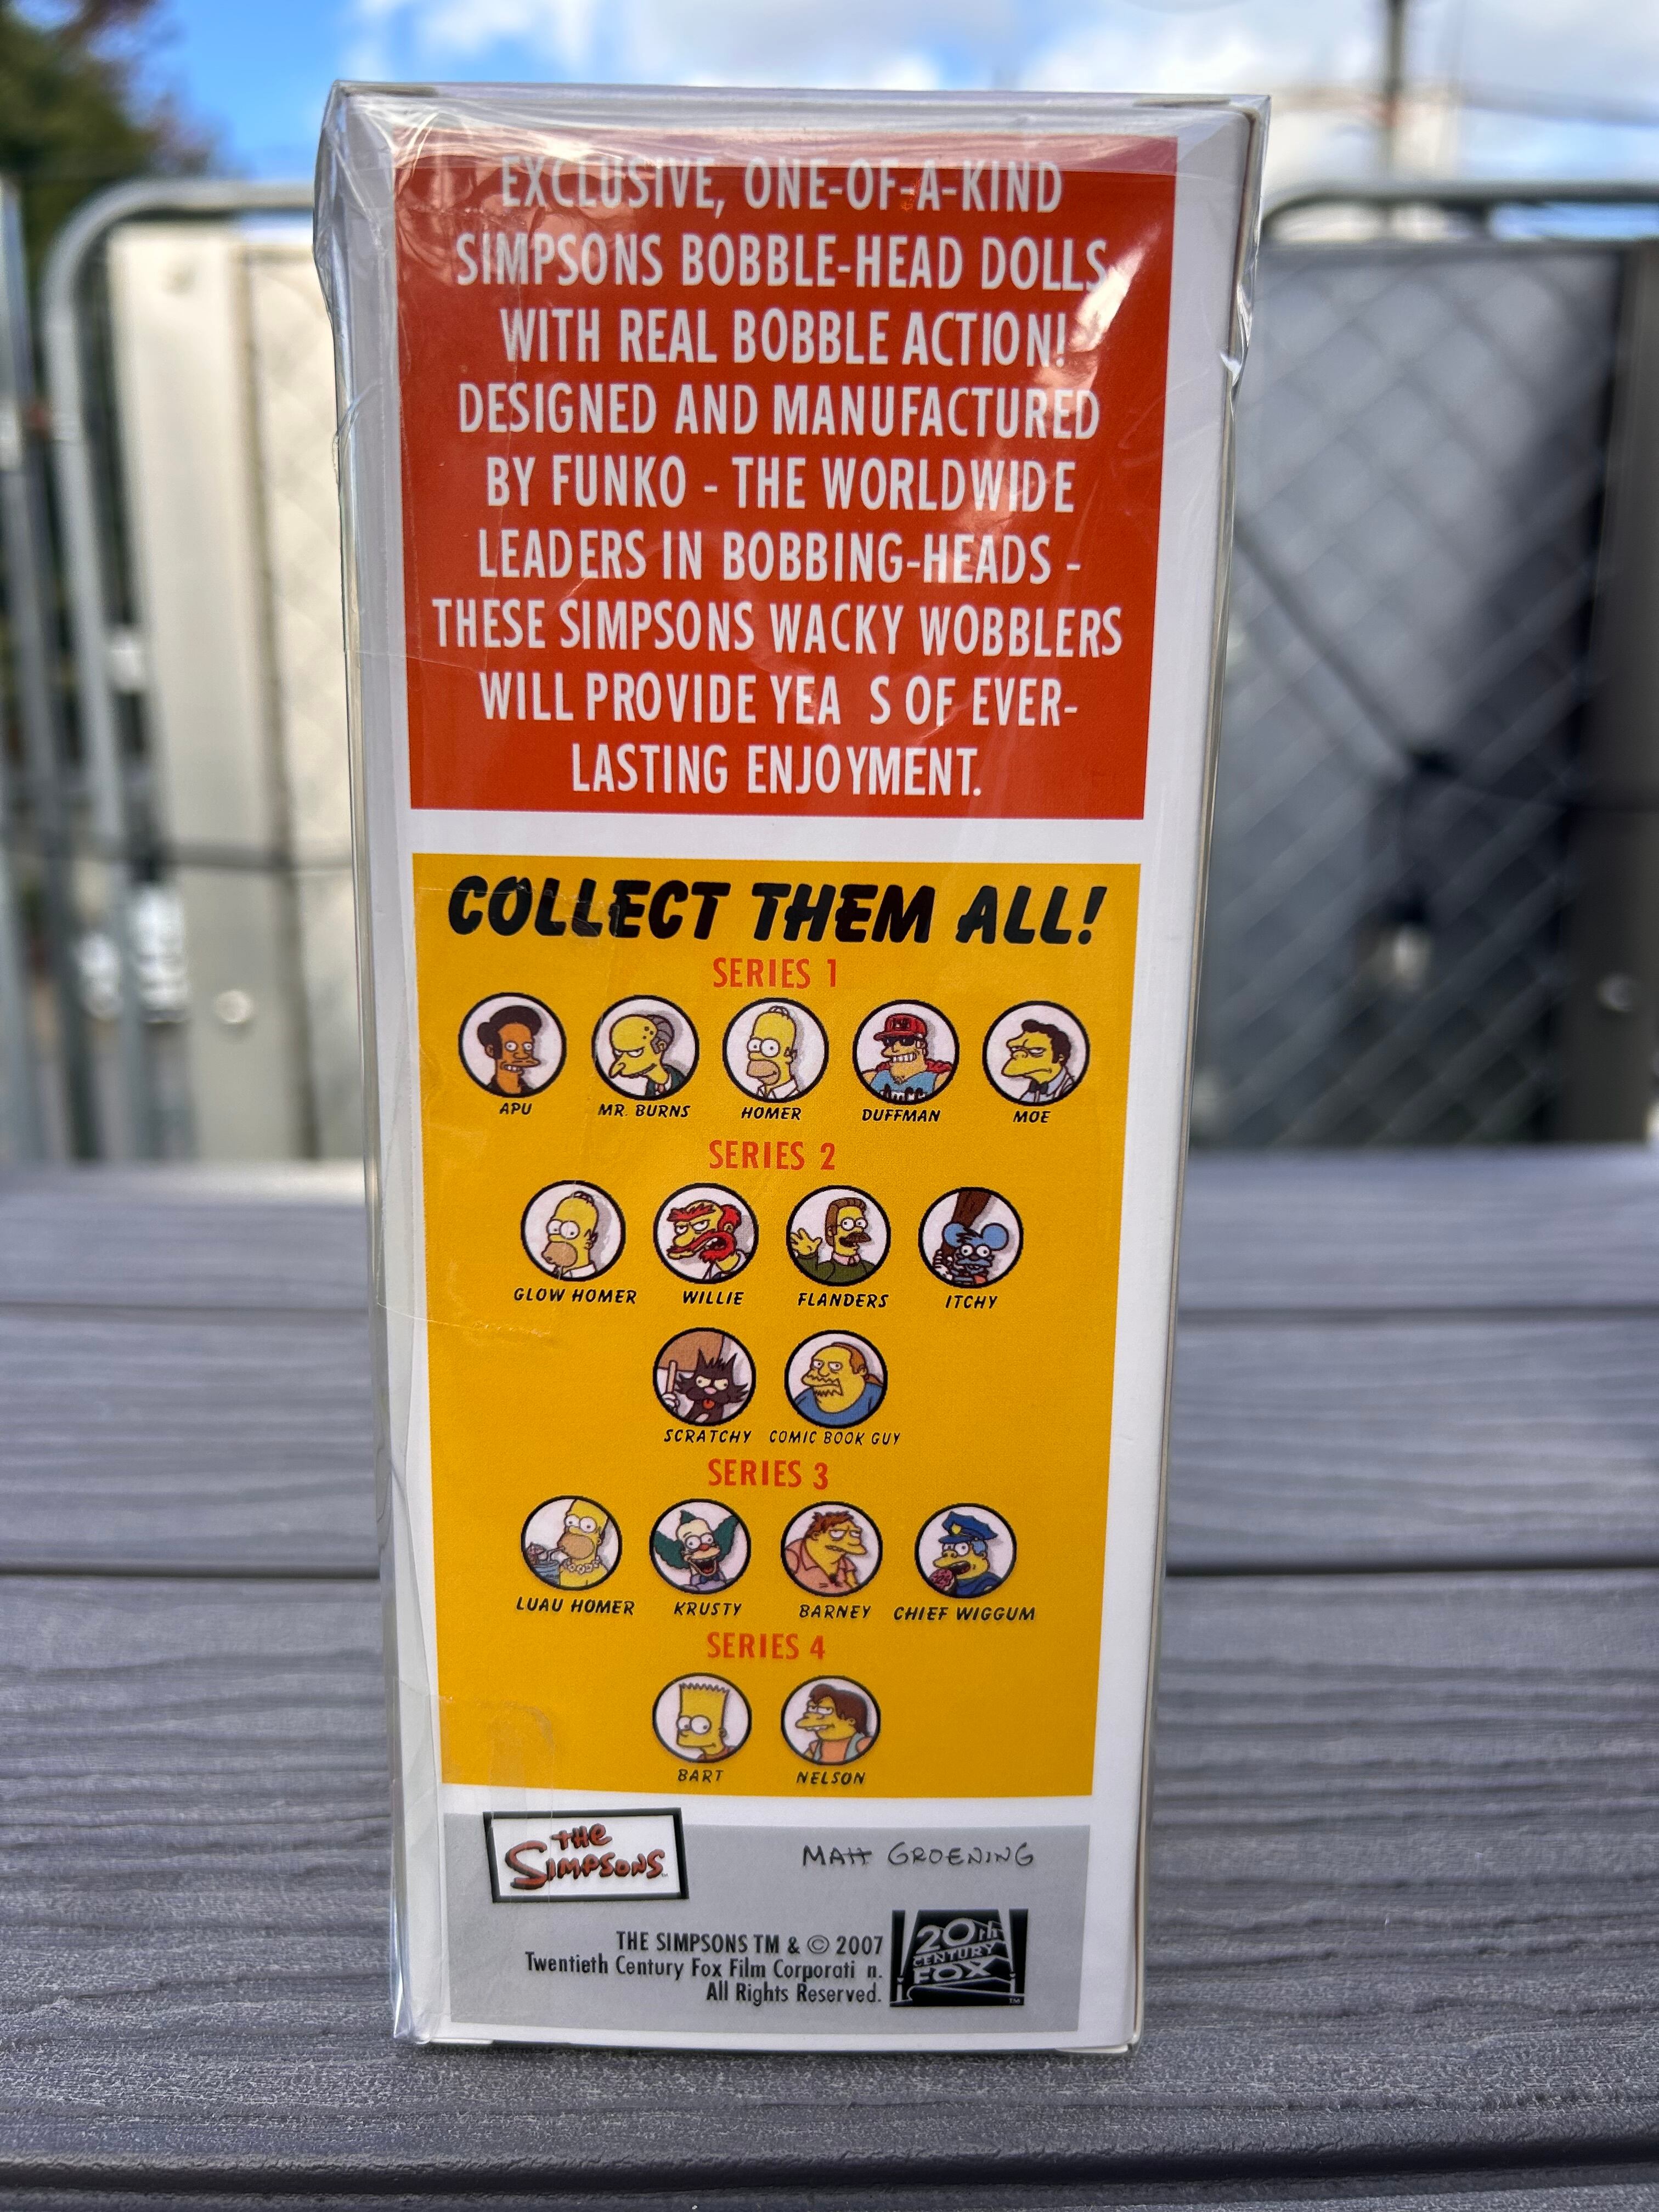 EXCLUSIVE, ONE-OF-A-KIND
SIMPSONS BOBBLE-HEAD DOLLS
WITH REAL BOBBLE ACTION!
DESIGNED AND MANUFACTURED
BY FUNKO - THE WORLDWIDE
LEADERS IN BOBBING-HEADS -
THESE SIMPSONS WACKY WOBBLERS
WILL PROVIDE YEA S OF EVER-
LASTING ENJOYMENT.
COLLECT THEM ALL!
SERIES 1
APU MR. BURNS HOMER DUFFMAN MOE
SERIES 2
GLOW HOMER WILLIE FLANDERS ITCHY
SCRATCHY COMIC BOOK GUY
SERIES 3
LUAU HOMER KRUSTY BARNEY CHIEF WIGGUM
SERIES 4
BART NELSON
THE
SIMPSONS
MATT GROENING
THE SIMPSONS TM & © 2007
Twentieth Century Fox Film Corporati n.
All Rights Reserved.
20th
CENTURY
FOX
TM